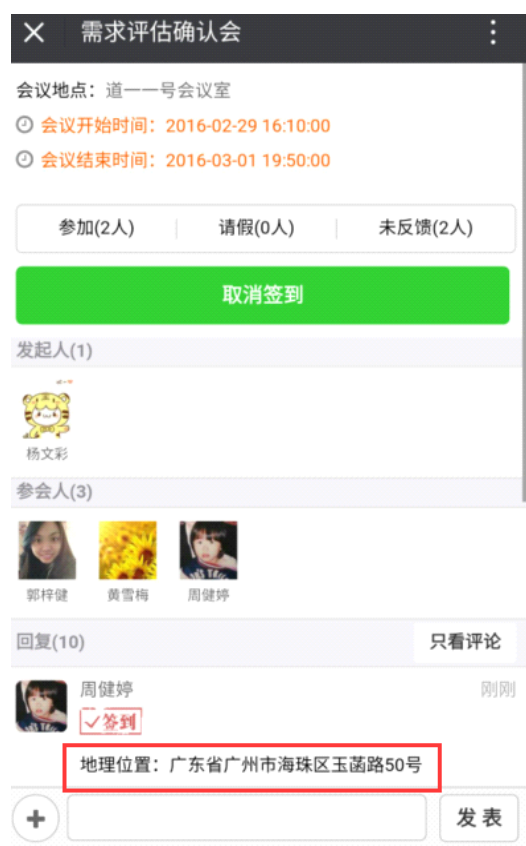 需求评估确认会
会议地点：道一一号会议室
会议开始时间：2016-02-29 16:10:00
会议结束时间：2016-03-01 19:50:00
参加(2人) 请假(0人) 未反馈(2人)
取消签到
发起人(1)
杨文彩
参会人(3)
郭梓健 黄雪梅 周健婷
回复(10) 只看评论
周健婷 刚刚
签到
地理位置：广东省广州市海珠区玉菡路50号
发表